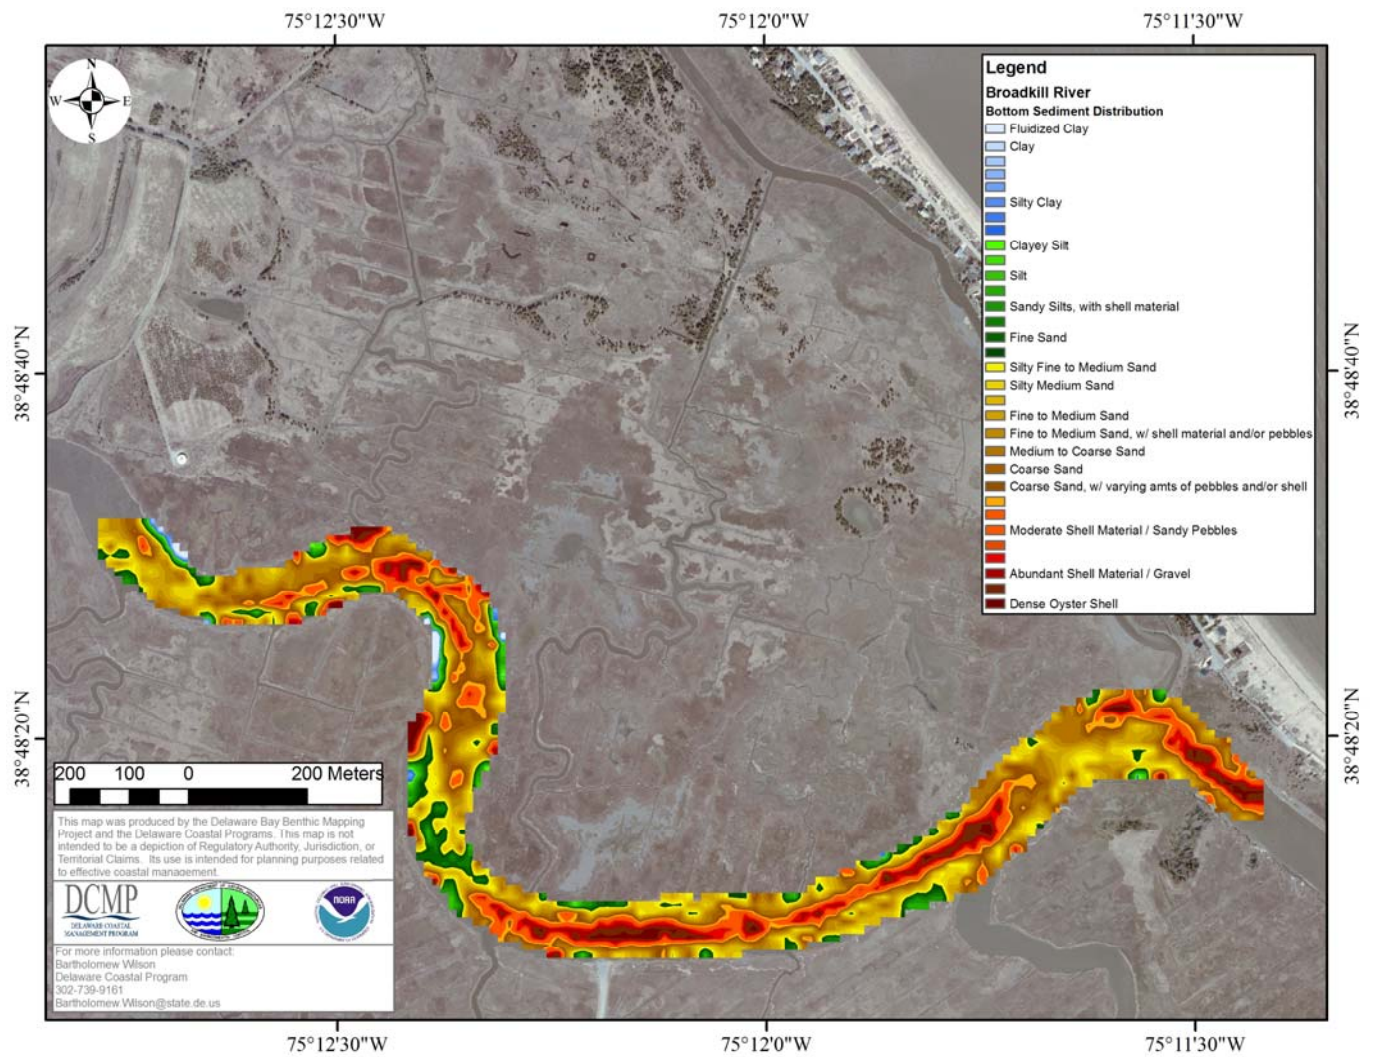 75°12'30"W
75°12'0"W
75°11'30"W
N
W
E
S
Legend
Broadkill River
Bottom Sediment Distribution
Fluidized Clay
Clay
Silty Clay
Clayey Silt
Silt
Sandy Silts, with shell material
Fine Sand
Silty Fine to Medium Sand
Silty Medium Sand
Fine to Medium Sand
Fine to Medium Sand, w/ shell material and/or pebbles
Medium to Coarse Sand
Coarse Sand
Coarse Sand, w/ varying amts of pebbles and/or shell
Moderate Shell Material / Sandy Pebbles
Abundant Shell Material / Gravel
Dense Oyster Shell
38°48'40"N
38°48'40"N
38°48'20"N
38°48'20"N
200 100 0 200 Meters
This map was produced by the Delaware Bay Benthic Mapping
Project and the Delaware Coastal Programs. This map is not
intended to be a depiction of Regulatory Authority, Jurisdiction, or
Territorial Claims. Its use is intended for planning purposes related
to effective coastal management.
DCMP
DELAWARE COASTAL
MANAGEMENT PROGRAM
NOAA
For more information please contact:
Bartholomew Wilson
Delaware Coastal Program
302-739-9161
Bartholomew.Wilson@state.de.us
75°12'30"W
75°12'0"W
75°11'30"W